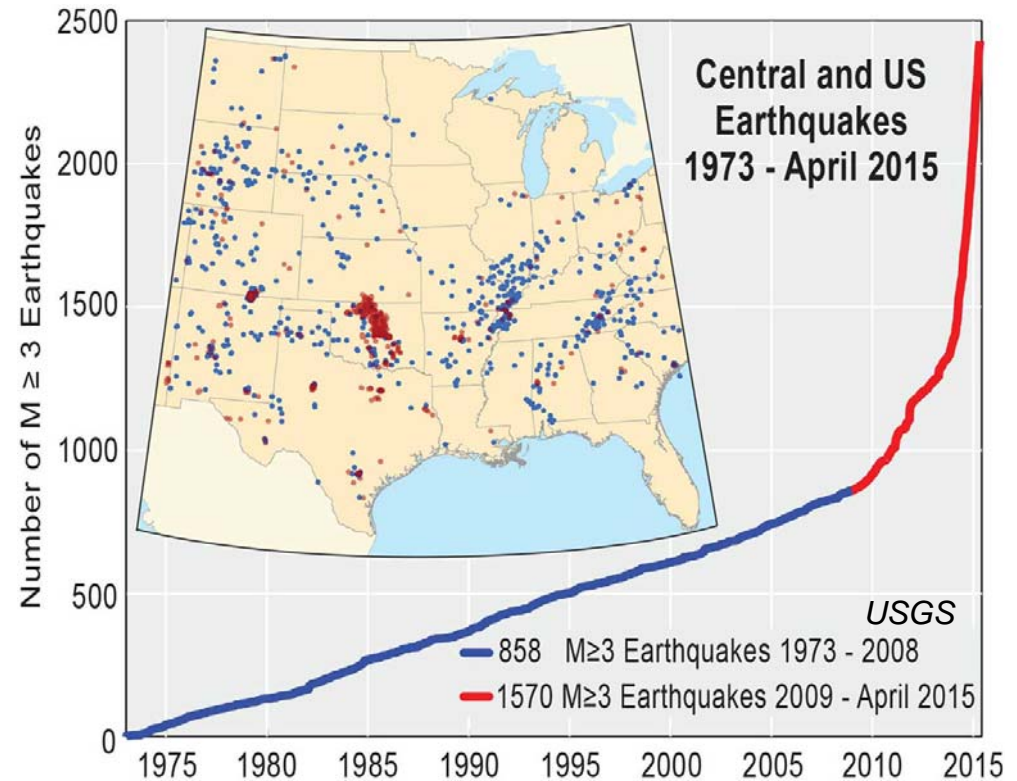 Number of M ≥ 3 Earthquakes
2500
2000
1500
1000
500
0
Central and US
Earthquakes
1973 - April 2015
USGS
858 M≥3 Earthquakes 1973 - 2008
1570 M≥3 Earthquakes 2009 - April 2015
1975 1980 1985 1990 1995 2000 2005 2010 2015